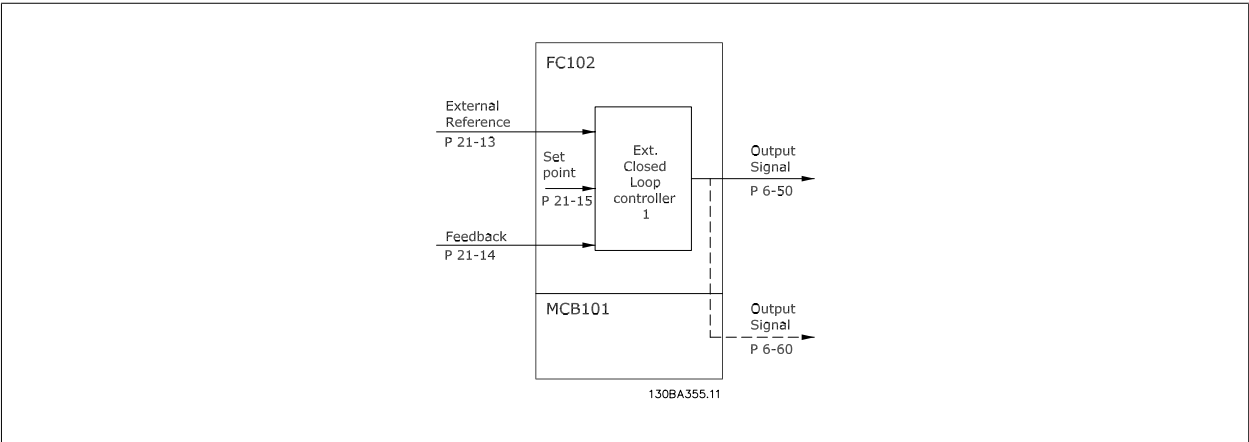 FC102
External
Reference
P 21-13
Set
point
P 21-15
Feedback
P 21-14
Ext.
Closed
Loop
controller
1
Output
Signal
P 6-50
MCB101
Output
Signal
P 6-60
130BA355.11